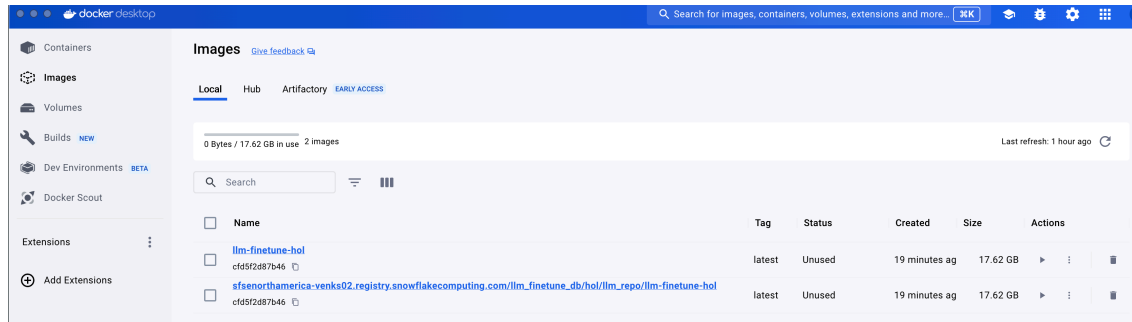 docker desktop
Search for images, containers, volumes, extensions and more... ⌘K
Containers
Images
Volumes
Builds NEW
Dev Environments BETA
Docker Scout
Extensions
Add Extensions
Images Give feedback
Local Hub Artifactory EARLY ACCESS
0 Bytes / 17.62 GB in use 2 images Last refresh: 1 hour ago
Search
Name Tag Status Created Size Actions
llm-finetune-hol
cfd5f2d87b46
latest Unused 19 minutes ag 17.62 GB
sfsenorthamerica-venks02.registry.snowflakecomputing.com/llm_finetune_db/hol/llm_repo/llm-finetune-hol
cfd5f2d87b46
latest Unused 19 minutes ag 17.62 GB